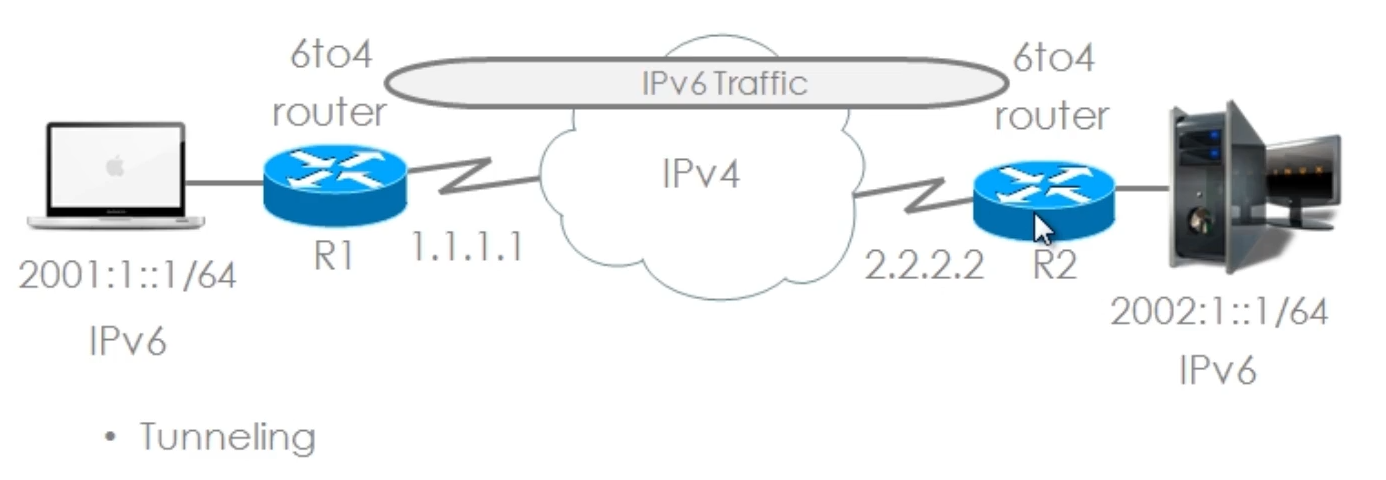 6to4
router
IPv6 Traffic
6to4
router
IPv4
R1
1.1.1.1
2.2.2.2
R2
2001:1::1/64
IPv6
2002:1::1/64
IPv6
• Tunneling